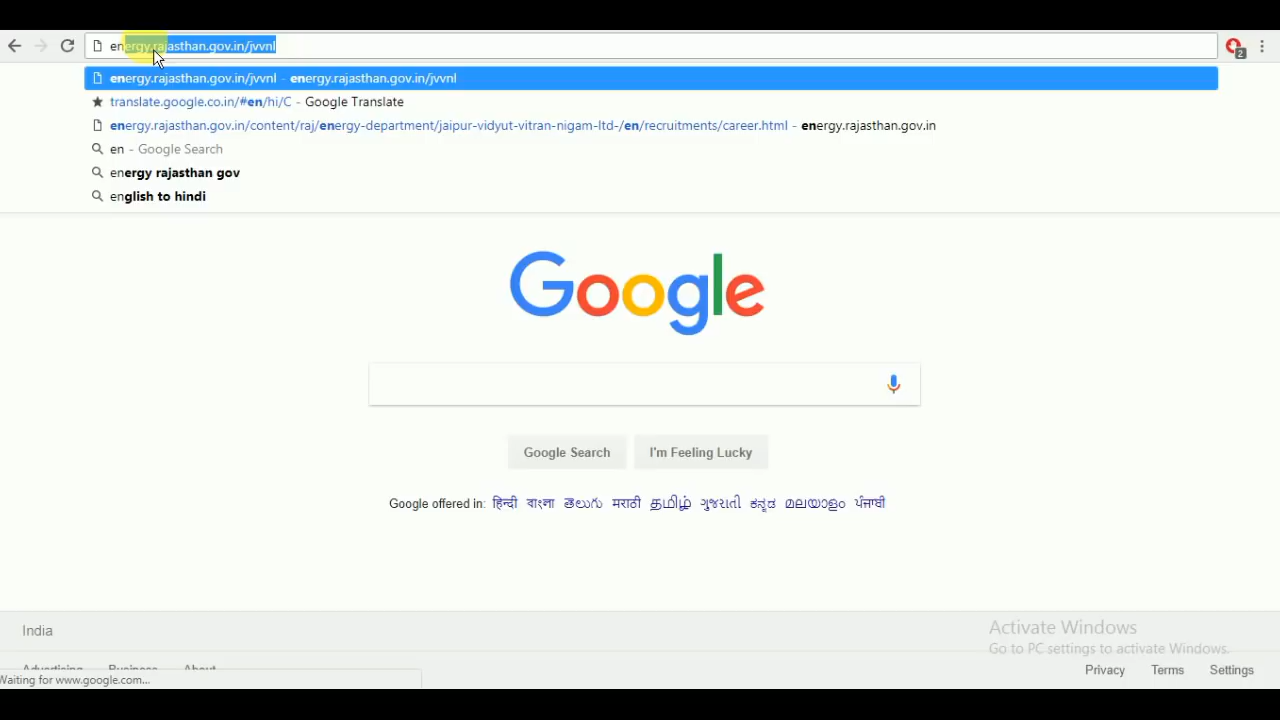 energy.rajasthan.gov.in/jvvnl
2
energy.rajasthan.gov.in/jvvnl - energy.rajasthan.gov.in/jvvnl
translate.google.co.in/#en/hi/C - Google Translate
energy.rajasthan.gov.in/content/raj/energy-department/jaipur-vidyut-vitran-nigam-ltd-/en/recruitments/career.html - energy.rajasthan.gov.in
en - Google Search
energy rajasthan gov
english to hindi
Google
Google Search I'm Feeling Lucky
Google offered in: हिन्दी বাংলা తెలుగు मराठी தமிழ் ગુજરાતી ಕನ್ನಡ മലയാളം ਪੰਜਾਬੀ
India
Activate Windows
Go to PC settings to activate Windows.
Advertising Business About
Privacy Terms Settings
Waiting for www.google.com...